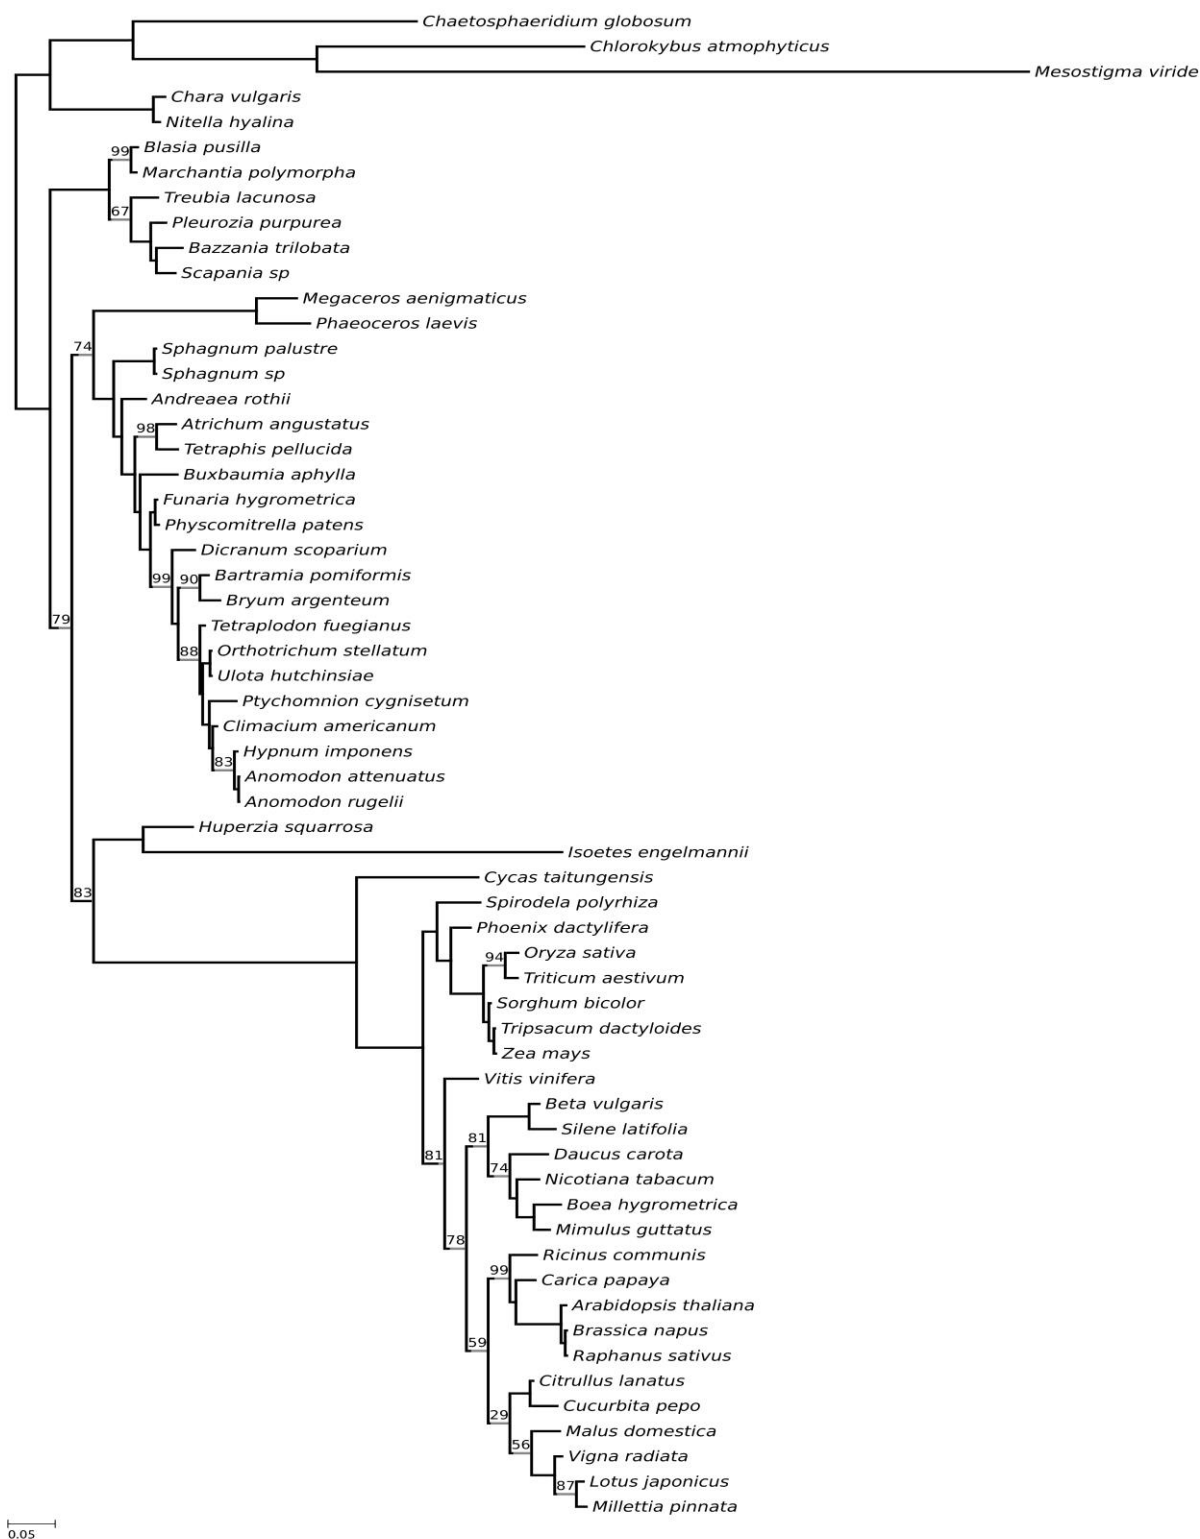 Chaetosphaeridium globosum
Chlorokybus atmophyticus
Mesostigma viride
Chara vulgaris
Nitella hyalina
99 Blasia pusilla
Marchantia polymorpha
Treubia lacunosa
67
Pleurozia purpurea
Bazzania trilobata
Scapania sp
Megaceros aenigmaticus
Phaeoceros laevis
74 Sphagnum palustre
Sphagnum sp
Andreaea rothii
98 Atrichum angustatus
Tetraphis pellucida
Buxbaumia aphylla
Funaria hygrometrica
Physcomitrella patens
Dicranum scoparium
99 90 Bartramia pomiformis
Bryum argenteum
79 Tetraplodon fuegianus
88 Orthotrichum stellatum
Ulota hutchinsiae
Ptychomnion cygnisetum
Climacium americanum
Hypnum imponens
83
Anomodon attenuatus
Anomodon rugelii
Huperzia squarrosa
Isoetes engelmannii
Cycas taitungensis
83
Spirodela polyrhiza
Phoenix dactylifera
94 Oryza sativa
Triticum aestivum
Sorghum bicolor
Tripsacum dactyloides
Zea mays
Vitis vinifera
Beta vulgaris
Silene latifolia
81
81 Daucus carota
74
Nicotiana tabacum
Boea hygrometrica
Mimulus guttatus
78
Ricinus communis
99 Carica papaya
Arabidopsis thaliana
Brassica napus
59
Raphanus sativus
Citrullus lanatus
Cucurbita pepo
29
Malus domestica
56
Vigna radiata
87 Lotus japonicus
Millettia pinnata
0.05